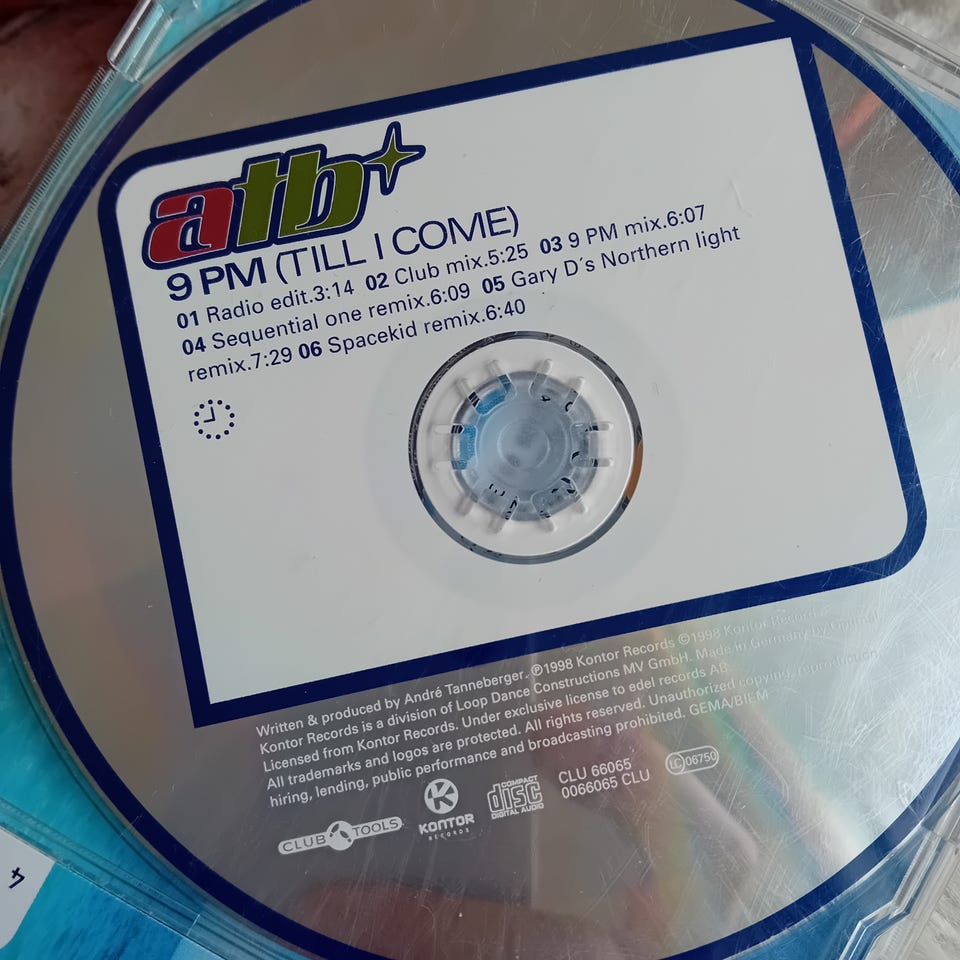 atb
9 PM (TILL I COME)
01 Radio edit.3:14 02 Club mix.5:25 03 9 PM mix.6:07
04 Sequential one remix.6:09 05 Gary D´s Northern light
remix.7:29 06 Spacekid remix.6:40
Written & produced by André Tanneberger. ℗1998 Kontor Records ©1998 Kontor Records
Kontor Records is a division of Loop Dance Constructions MV GmbH. Made in Germany by Optimal
Licensed from Kontor Records. Under exclusive license to edel records AB
All trademarks and logos are protected. All rights reserved. Unauthorized copying, reproduction,
hiring, lending, public performance and broadcasting prohibited. GEMA/BIEM
CLUB TOOLS
KONTOR
RECORDS
COMPACT
disc
DIGITAL AUDIO
CLU 66065
0066065 CLU
LC 06750
4